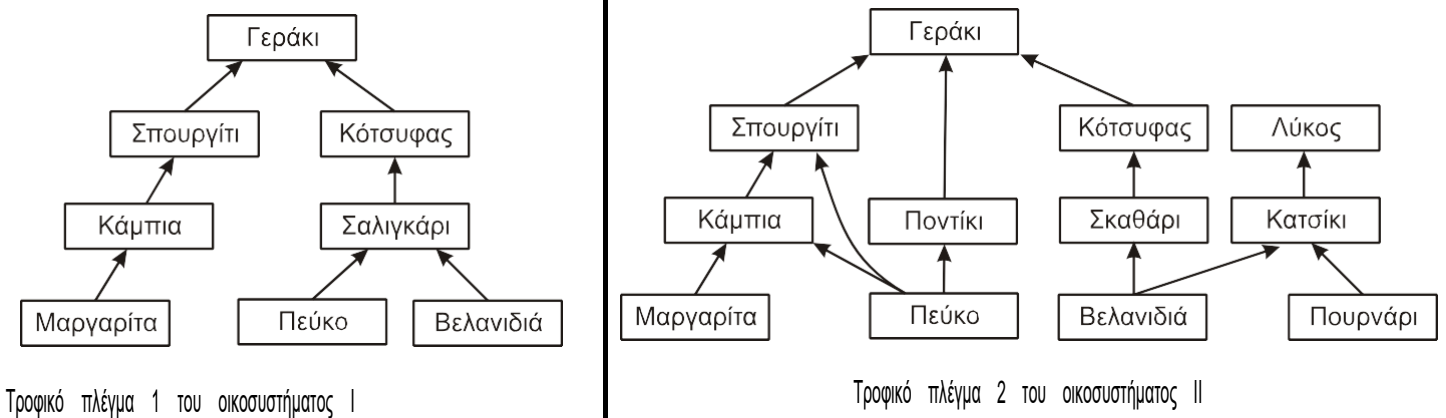 Γεράκι
Σπουργίτι Κότσυφας
Κάμπια Σαλιγκάρι
Μαργαρίτα Πεύκο Βελανιδιά
Τροφικό πλέγμα 1 του οικοσυστήματος Ι
Γεράκι
Σπουργίτι Κότσυφας Λύκος
Κάμπια Ποντίκι Σκαθάρι Κατσίκι
Μαργαρίτα Πεύκο Βελανιδιά Πουρνάρι
Τροφικό πλέγμα 2 του οικοσυστήματος ΙΙ